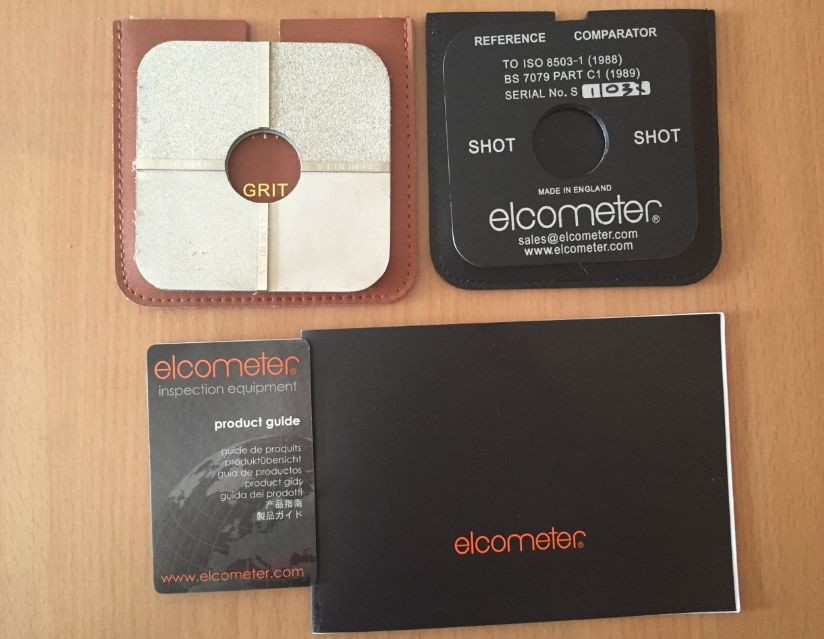 GRIT
REFERENCE COMPARATOR
TO ISO 8503-1 (1988)
BS 7079 PART C1 (1989)
SERIAL No. S
SHOT SHOT
MADE IN ENGLAND
elcometer®
sales@elcometer.com
www.elcometer.com
elcometer®
inspection equipment
product guide
guide de produits
produktübersicht
guia de productos
product gids
guida dei prodotti
产品指南
製品ガイド
www.elcometer.com
elcometer®